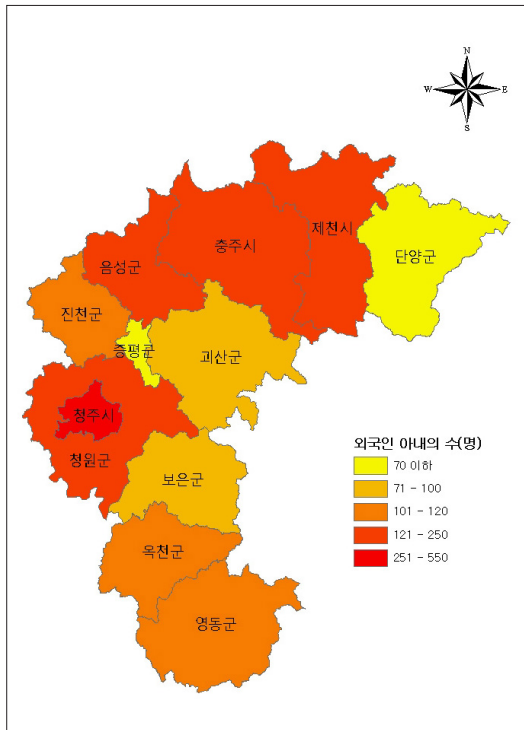 N
W E
S
제천시
충주시
단양군
음성군
진천군
증평군
괴산군
청주시
청원군
보은군
옥천군
영동군
외국인 아내의 수(명)
70 이하
71 - 100
101 - 120
121 - 250
251 - 550